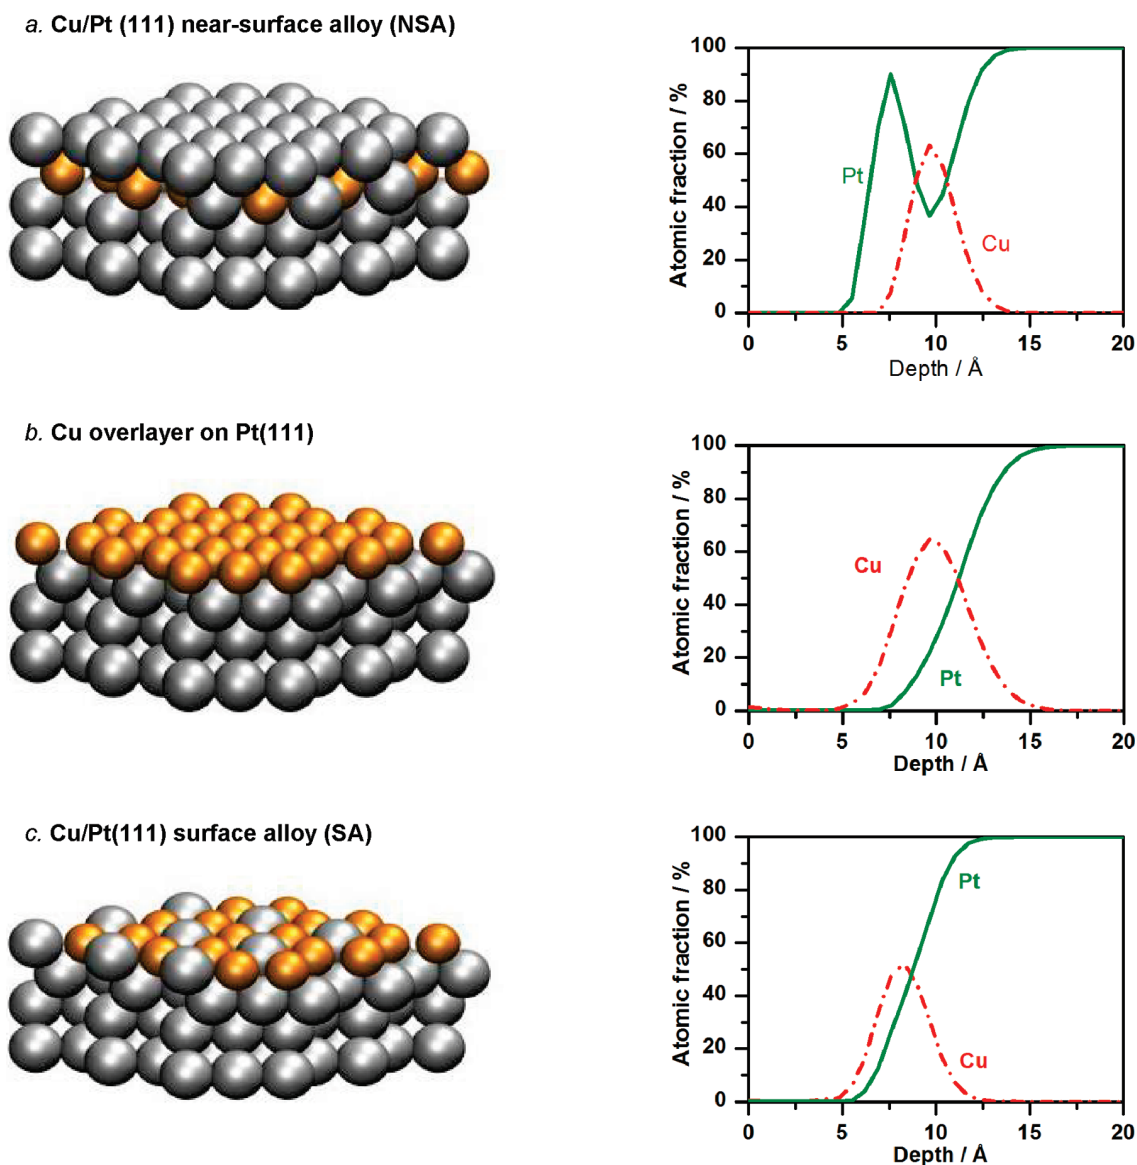 a. Cu/Pt (111) near-surface alloy (NSA)
100
80
60
40
20
0
Atomic fraction / %
Pt
Cu
0 5 10 15 20
Depth / Å
b. Cu overlayer on Pt(111)
100
80
60
40
20
0
Atomic fraction / %
Cu
Pt
0 5 10 15 20
Depth / Å
c. Cu/Pt(111) surface alloy (SA)
100
80
60
40
20
0
Atomic fraction / %
Pt
Cu
0 5 10 15 20
Depth / Å